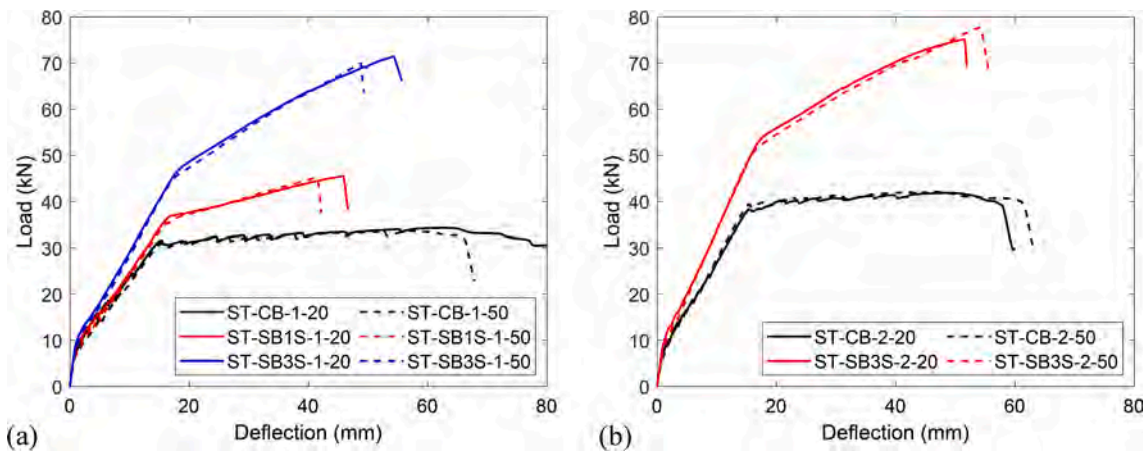 80
70
60
50
40
30
20
10
0
Load (kN)
0 20 40 60 80
Deflection (mm)
ST-CB-1-20 ST-CB-1-50
ST-SB1S-1-20 ST-SB1S-1-50
ST-SB3S-1-20 ST-SB3S-1-50
(a)
80
70
60
50
40
30
20
10
0
Load (kN)
0 20 40 60 80
Deflection (mm)
ST-CB-2-20 ST-CB-2-50
ST-SB3S-2-20 ST-SB3S-2-50
(b)